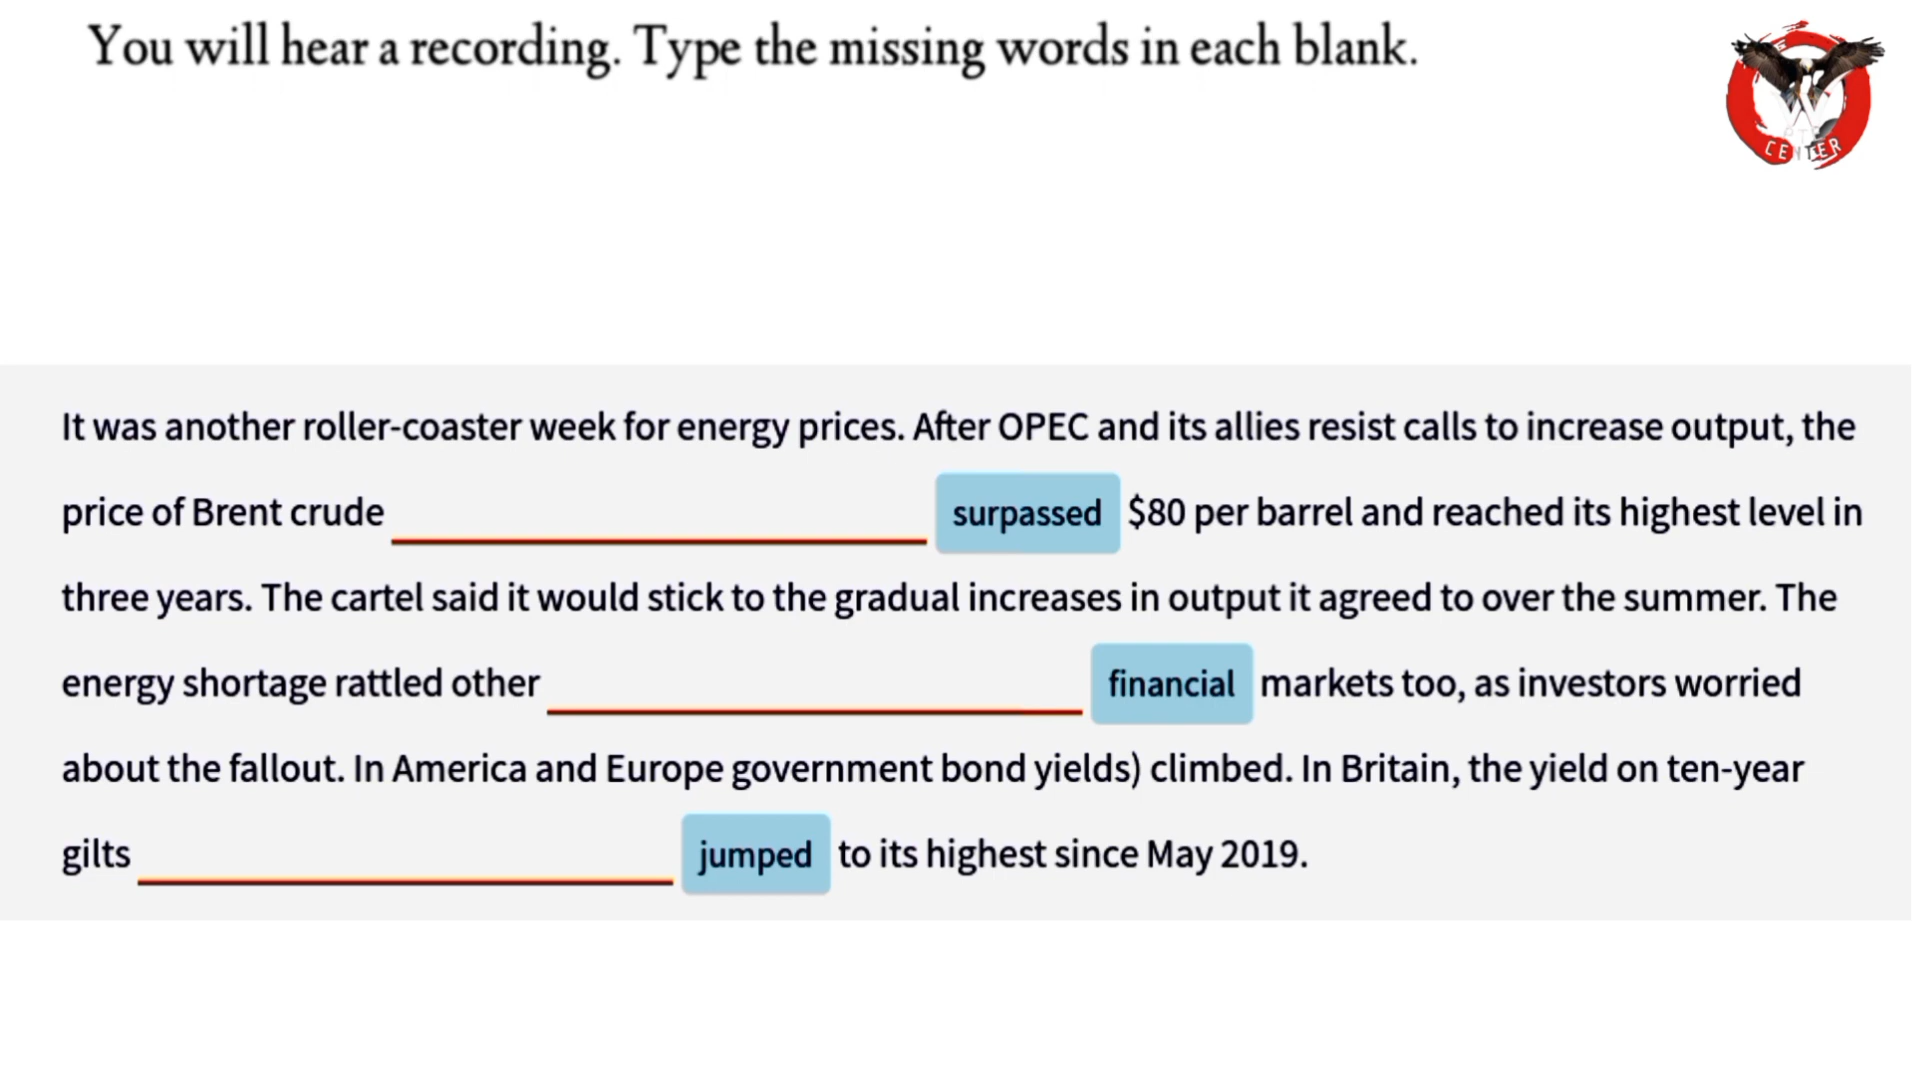 You will hear a recording. Type the missing words in each blank.
CENTER
It was another roller-coaster week for energy prices. After OPEC and its allies resist calls to increase output, the
price of Brent crude surpassed $80 per barrel and reached its highest level in
three years. The cartel said it would stick to the gradual increases in output it agreed to over the summer. The
energy shortage rattled other financial markets too, as investors worried
about the fallout. In America and Europe government bond yields) climbed. In Britain, the yield on ten-year
gilts jumped to its highest since May 2019.